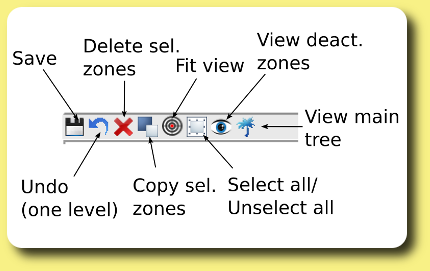 View deact.
zones
Delete sel.
zones
Save
Fit view
View main
tree
Undo
(one level)
Copy sel.
zones
Select all/
Unselect all